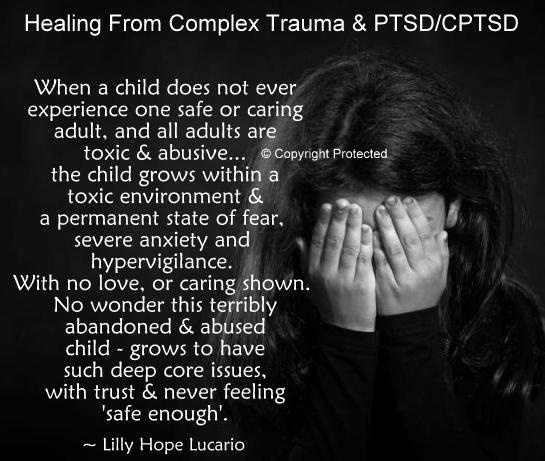 Healing From Complex Trauma & PTSD/CPTSD
When a child does not ever
experience one safe or caring
adult, and all adults are
toxic & abusive...
© Copyright Protected
the child grows within a
toxic environment &
a permanent state of fear,
severe anxiety and
hypervigilance.
With no love, or caring shown.
No wonder this terribly
abandoned & abused
child - grows to have
such deep core issues,
with trust & never feeling
'safe enough'.
~ Lilly Hope Lucario